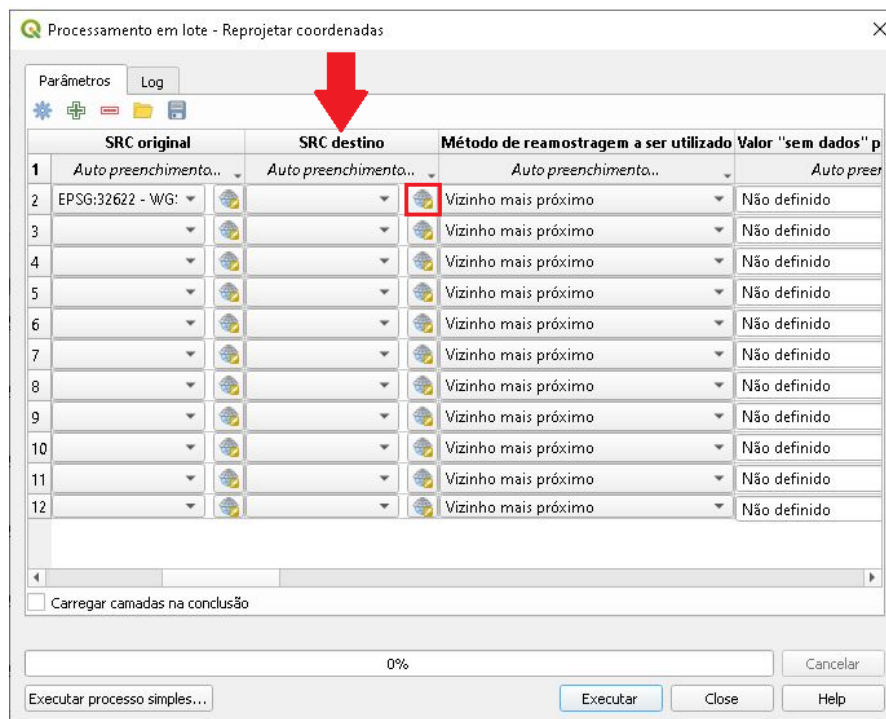 Processamento em lote - Reprojetar coordenadas
Parâmetros Log
SRC original SRC destino Método de reamostragem a ser utilizado Valor "sem dados" p
1 Auto preenchimento... Auto preenchimento... Auto preenchimento... Auto preer
2 EPSG:32622 - WG: Vizinho mais próximo Não definido
3 Vizinho mais próximo Não definido
4 Vizinho mais próximo Não definido
5 Vizinho mais próximo Não definido
6 Vizinho mais próximo Não definido
7 Vizinho mais próximo Não definido
8 Vizinho mais próximo Não definido
9 Vizinho mais próximo Não definido
10 Vizinho mais próximo Não definido
11 Vizinho mais próximo Não definido
12 Vizinho mais próximo Não definido
Carregar camadas na conclusão
0% Cancelar
Executar processo simples... Executar Close Help